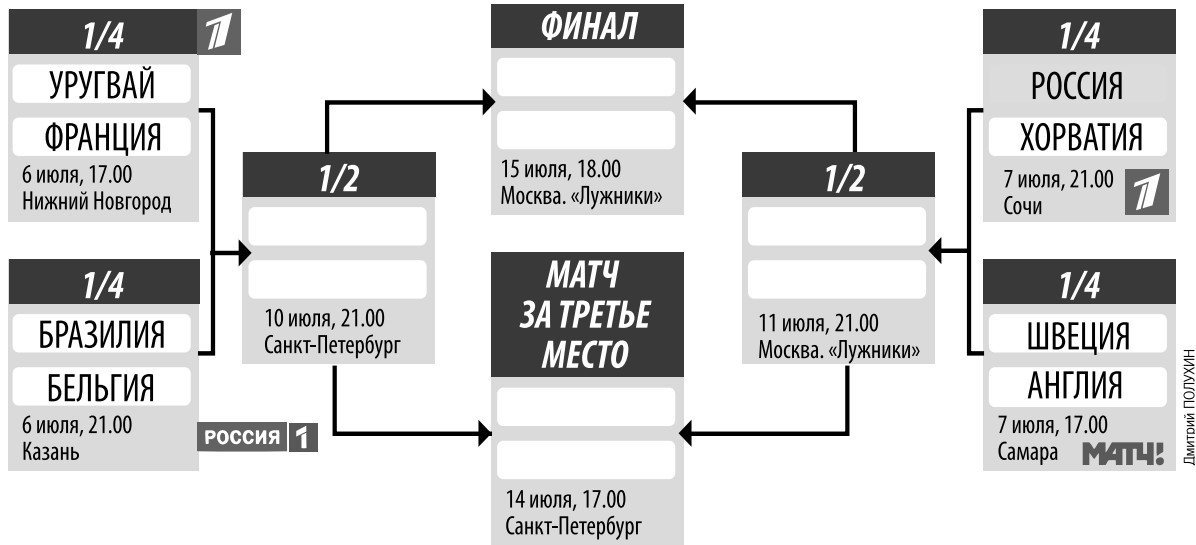 1/4
1
УРУГВАЙ
ФРАНЦИЯ
6 июля, 17.00
Нижний Новгород
1/4
БРАЗИЛИЯ
БЕЛЬГИЯ
6 июля, 21.00
Казань
РОССИЯ 1
1/2
10 июля, 21.00
Санкт-Петербург
ФИНАЛ
15 июля, 18.00
Москва. «Лужники»
МАТЧ
ЗА ТРЕТЬЕ
МЕСТО
14 июля, 17.00
Санкт-Петербург
1/2
11 июля, 21.00
Москва. «Лужники»
1/4
РОССИЯ
ХОРВАТИЯ
7 июля, 21.00
Сочи
1
1/4
ШВЕЦИЯ
АНГЛИЯ
7 июля, 17.00
Самара
МАТЧ!
Дмитрий ПОЛУХИН